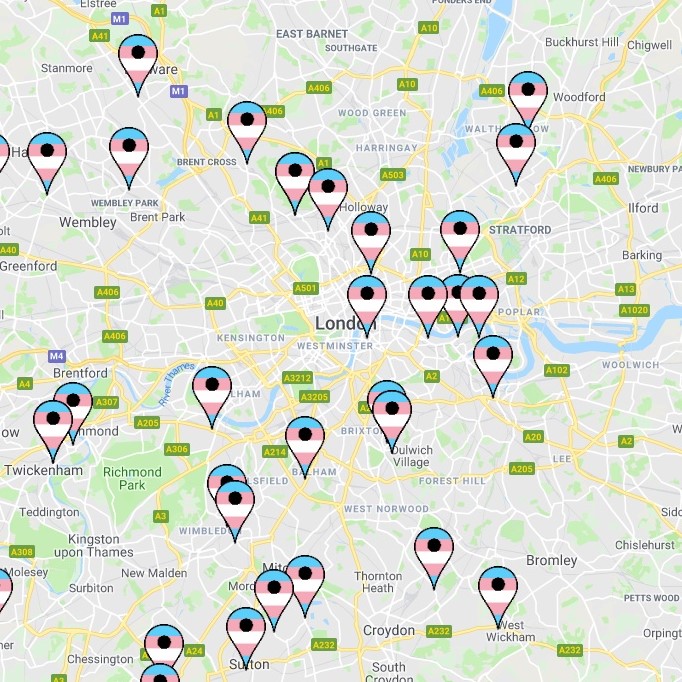 Elstree
PONDERS END
M1
A1
A41
EAST BARNET
A10
Buckhurst Hill
Chigwell
SOUTHGATE
Stanmore
A406
A10
A406
M1
Woodford
A1
A406
WOOD GREEN
HARRINGAY
BRENT CROSS
A1
A503
NEWBURY PA
A406
WEMBLEY PARK
Holloway
Ilford
Wembley
Brent Park
A41
STRATFORD
A40
A10
Barking
Greenford
A12
A406
A40
A501
A13
A1020
POPLAR
London
A406
KENSINGTON
WESTMINSTER
M4
WOOLWICH
Brentford
A4
River Thames
A3212
A2
A102
A307
A3205
A205
BRIXTON
A20
A2
A306
A214
Dulwich
Village
LEE
Twickenham
Richmond
Park
BALHAM
A205
FOREST HILL
Teddington
A3
WEST NORWOOD
WIMBLED
Kingston
upon Thames
Chislehurst
A308
Bromley
Molesey
New Malden
Thornton
Heath
Surbiton
PETTS WOOD
Croydon
A232
West
Wickham
Orpingt
A232
A24
A232
Chessington
Sutton
South
Croydon
A3